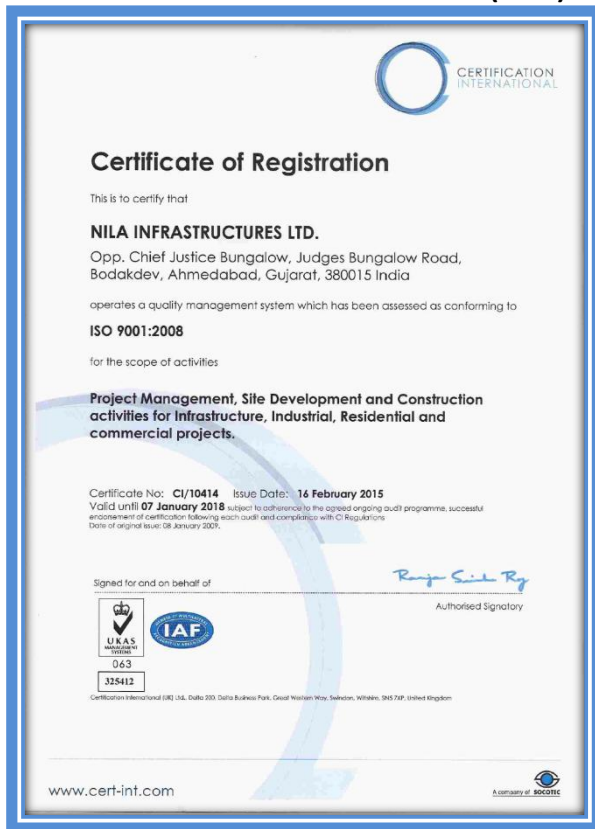 CERTIFICATION
INTERNATIONAL
Certificate of Registration
This is to certify that
NILA INFRASTRUCTURES LTD.
Opp. Chief Justice Bungalow, Judges Bungalow Road,
Bodakdev, Ahmedabad, Gujarat, 380015 India
operates a quality management system which has been assessed as conforming to
ISO 9001:2008
for the scope of activities
Project Management, Site Development and Construction
activities for Infrastructure, Industrial, Residential and
commercial projects.
Certificate No: CI/10414 Issue Date: 16 February 2015
Valid until 07 January 2018 subject to adherence to the agreed ongoing audit programme, successful
endorsement of certification following each audit and compliance with CI Regulations
Date of original issue: 08 January 2009.
Signed for and on behalf of
Authorised Signatory
UKAS
MANAGEMENT
SYSTEMS
IAF
063
325412
Certification International (UK) Ltd., Delta 200, Delta Business Park, Great Western Way, Swindon, Wiltshire, SN5 7XP, United Kingdom
www.cert-int.com
A company of SOCOTEC